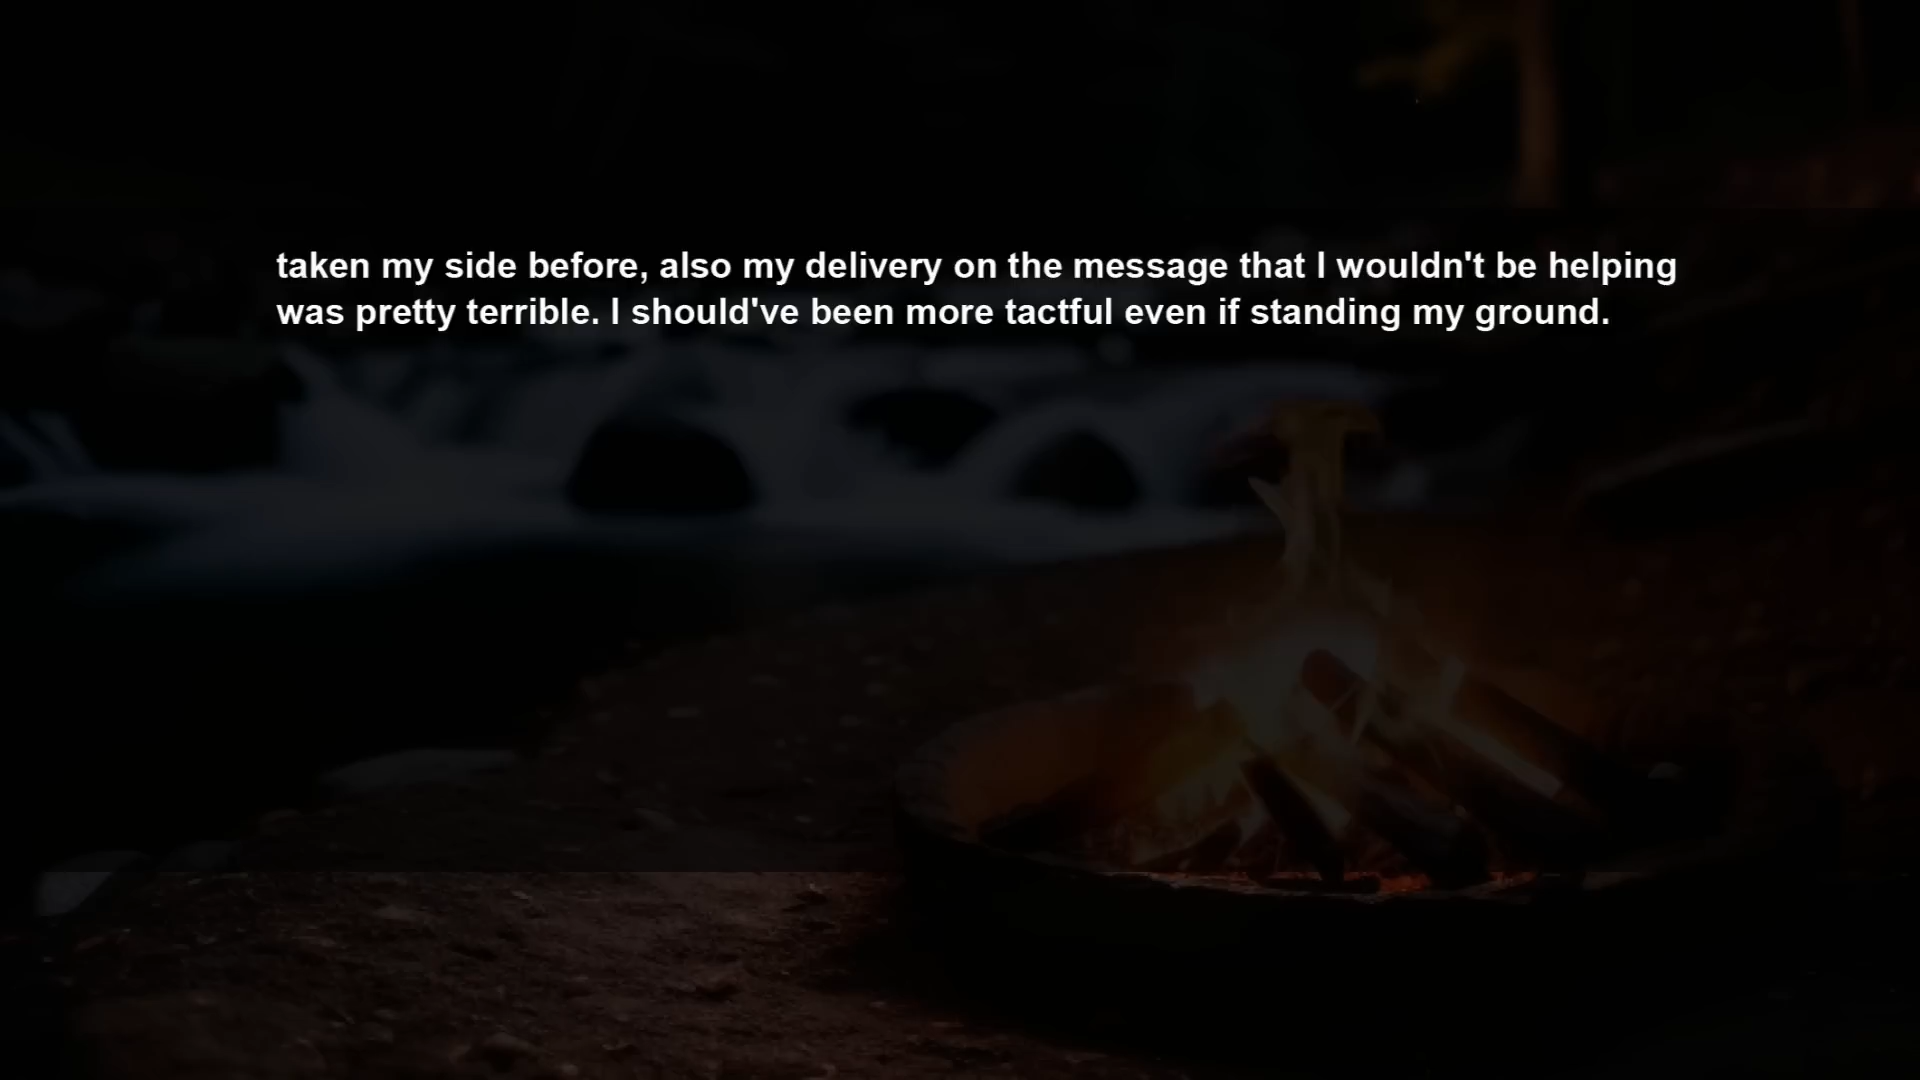 taken my side before, also my delivery on the message that I wouldn't be helping
was pretty terrible. I should've been more tactful even if standing my ground.